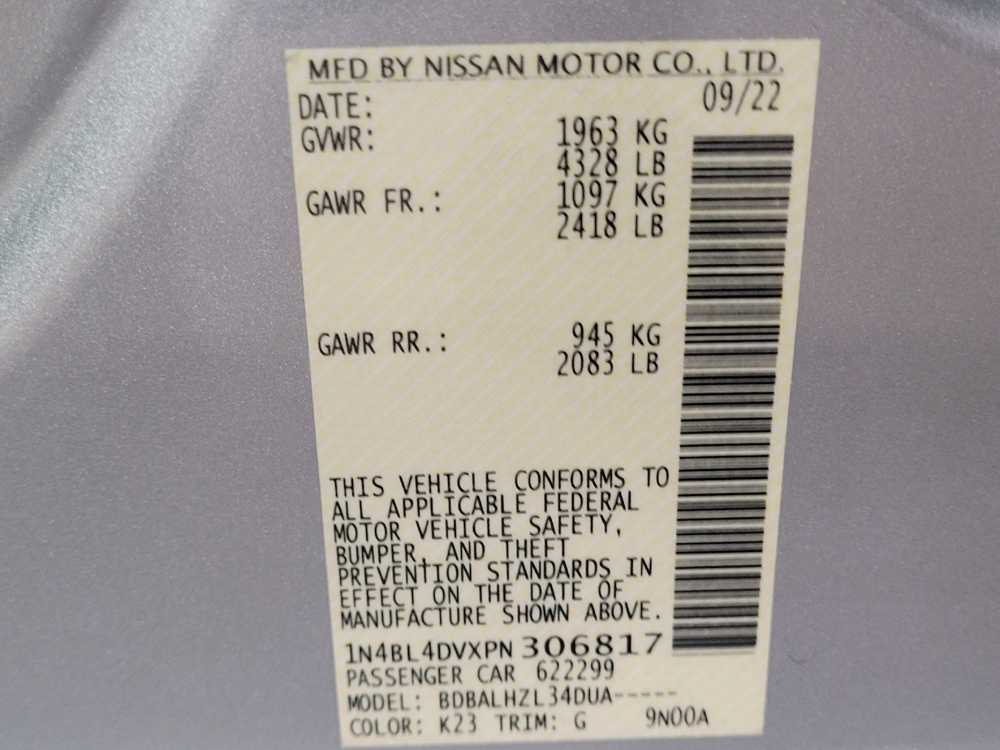 MFD BY NISSAN MOTOR CO., LTD.
DATE: 09/22
GVWR: 1963 KG
4328 LB
GAWR FR.: 1097 KG
2418 LB
GAWR RR.: 945 KG
2083 LB
THIS VEHICLE CONFORMS TO
ALL APPLICABLE FEDERAL
MOTOR VEHICLE SAFETY,
BUMPER, AND THEFT
PREVENTION STANDARDS IN
EFFECT ON THE DATE OF
MANUFACTURE SHOWN ABOVE.
1N4BL4DVXPN306817
PASSENGER CAR 622299
MODEL: BDBALHZL34DUA-----
COLOR: K23 TRIM: G 9N00A